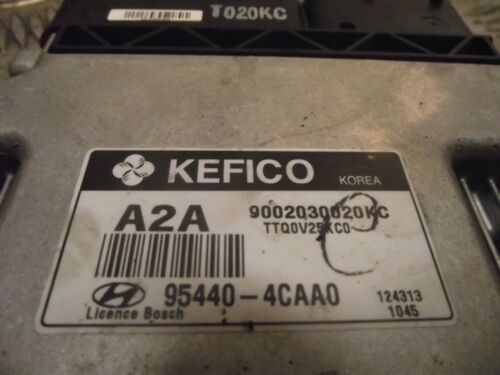 T020KC
KEFICO KOREA
A2A 9002030020KC
TTQ0V25KC0
95440-4CAA0 124313
Licence Bosch 1045